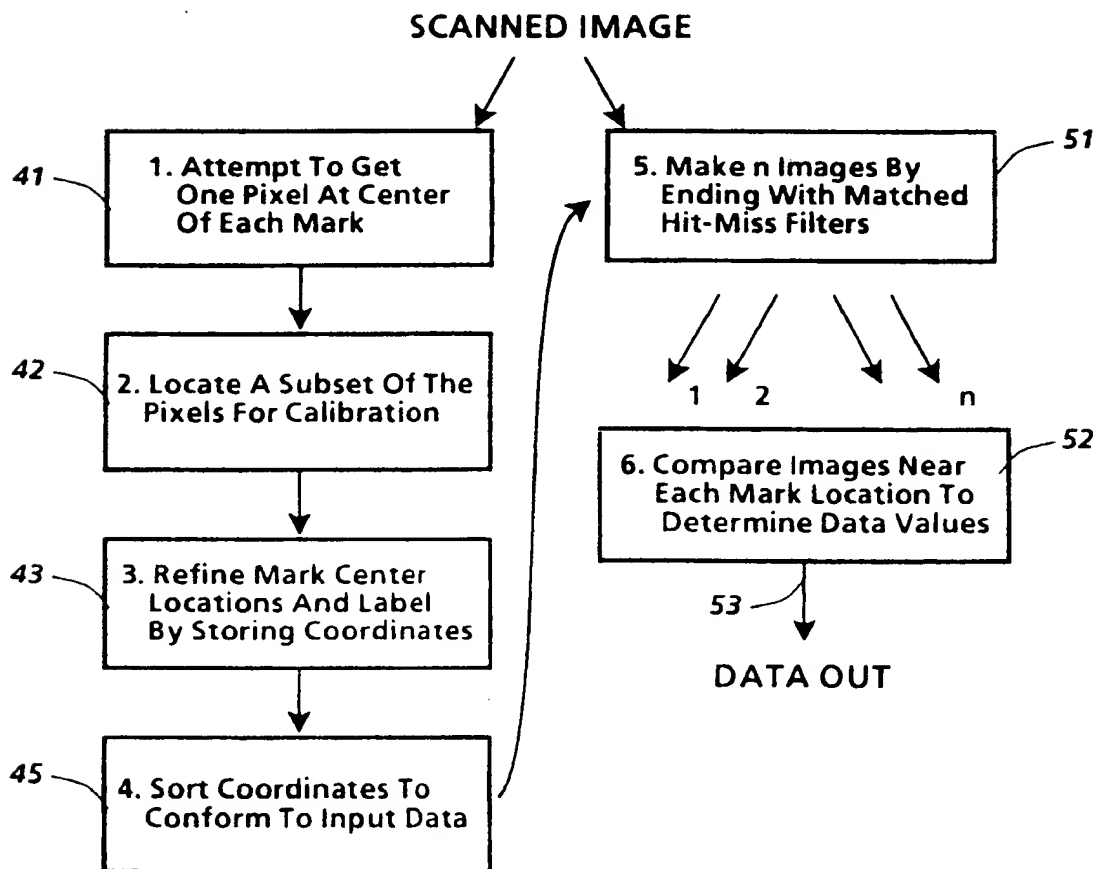 SCANNED IMAGE
41
1. Attempt To Get
One Pixel At Center
Of Each Mark
42
2. Locate A Subset Of The
Pixels For Calibration
43
3. Refine Mark Center
Locations And Label
By Storing Coordinates
45
4. Sort Coordinates To
Conform To Input Data
51
5. Make n Images By
Ending With Matched
Hit-Miss Filters
1 2 n
52
6. Compare Images Near
Each Mark Location To
Determine Data Values
53
DATA OUT